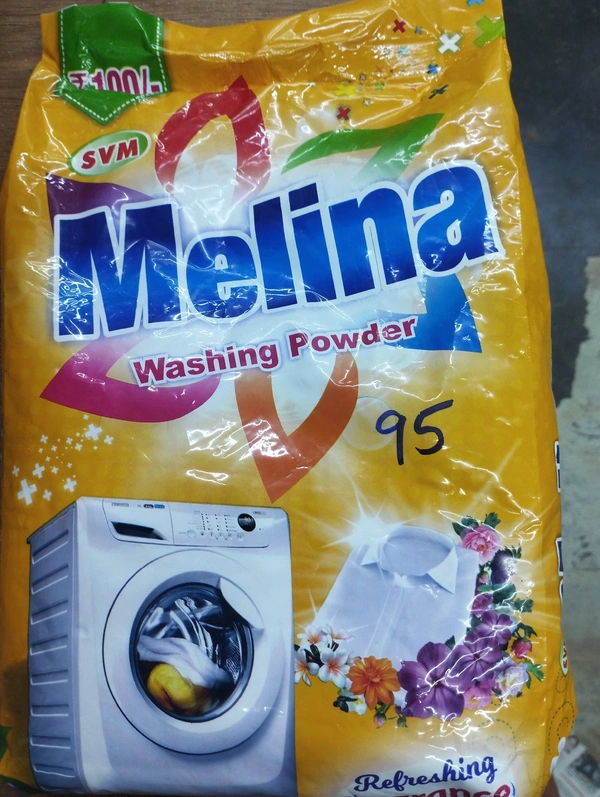 ₹100/-
SVM
Melina
Washing Powder
95
Refreshing